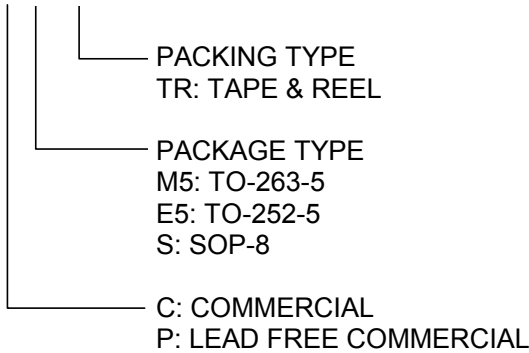 PACKING TYPE
TR: TAPE & REEL
PACKAGE TYPE
M5: TO-263-5
E5: TO-252-5
S: SOP-8
C: COMMERCIAL
P: LEAD FREE COMMERCIAL